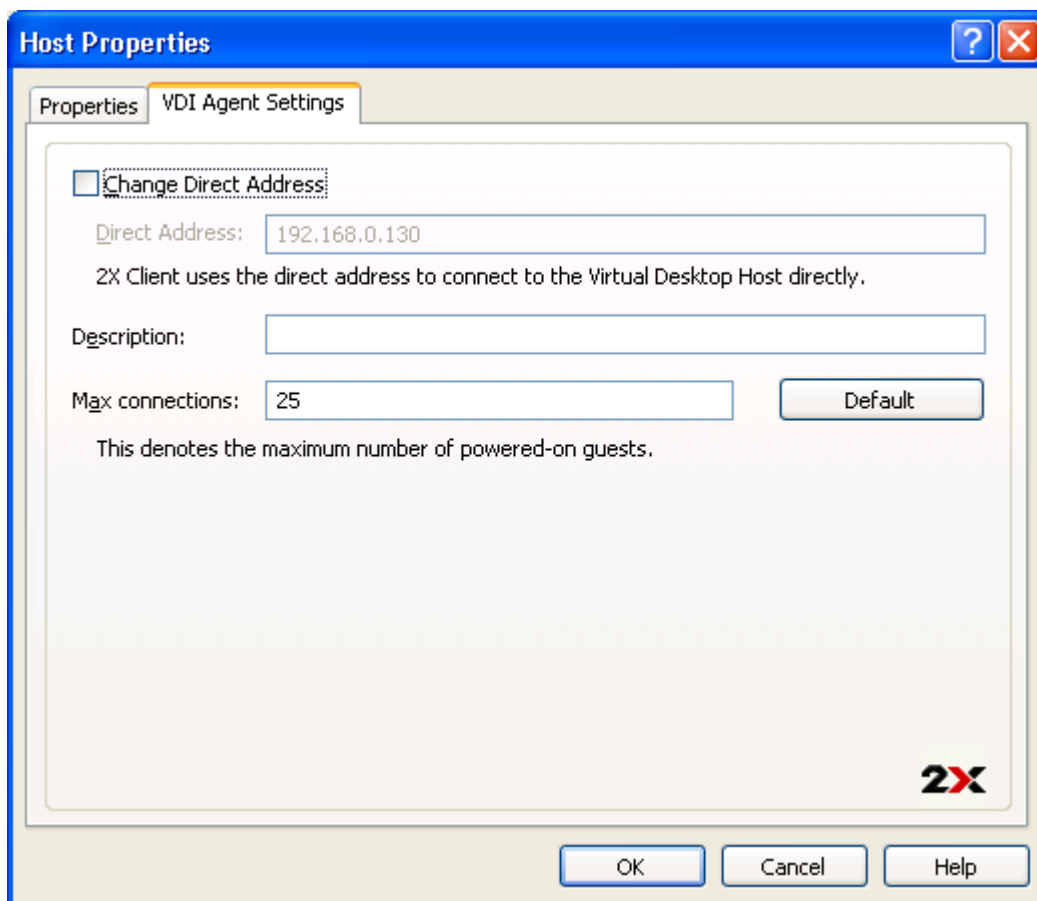 Host Properties
Properties
VDI Agent Settings
Change Direct Address
Direct Address: 192.168.0.130
2X Client uses the direct address to connect to the Virtual Desktop Host directly.
Description:
Max connections: 25 Default
This denotes the maximum number of powered-on guests.
2X
OK Cancel Help